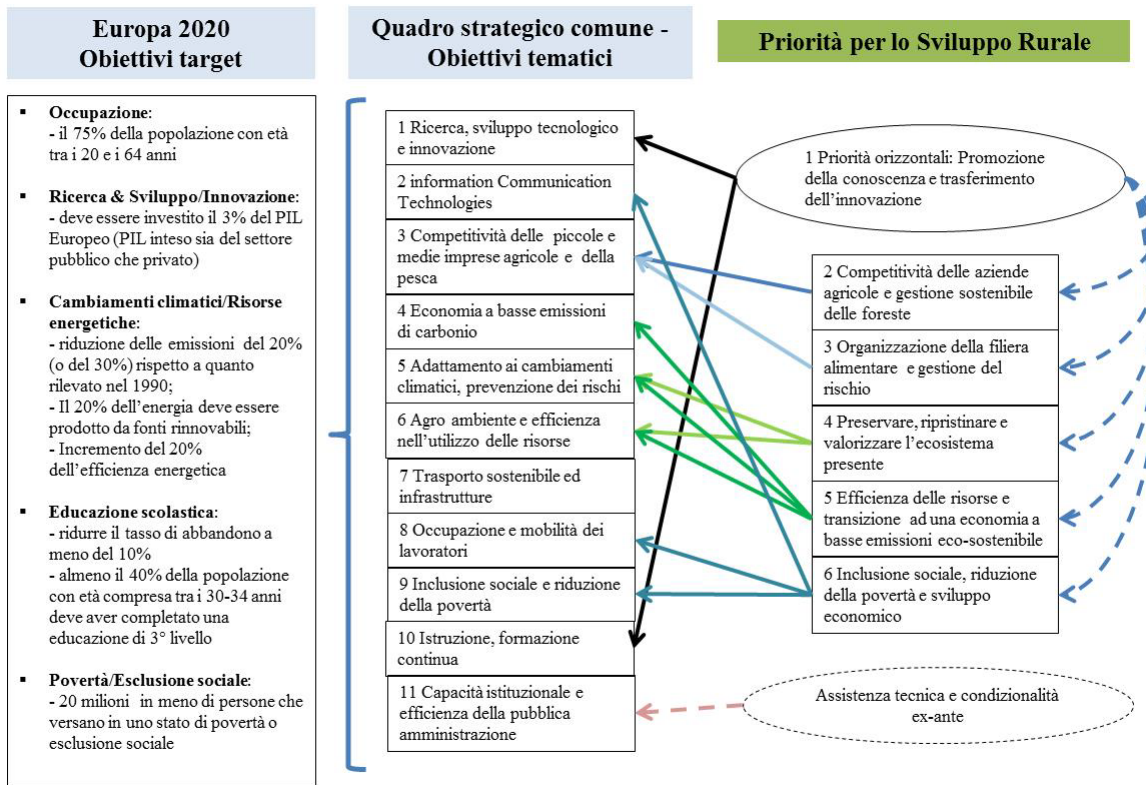 Europa 2020
Obiettivi target
▪ Occupazione:
- il 75% della popolazione con età
tra i 20 e i 64 anni
▪ Ricerca & Sviluppo/Innovazione:
- deve essere investito il 3% del PIL
Europeo (PIL inteso sia del settore
pubblico che privato)
▪ Cambiamenti climatici/Risorse
energetiche:
- riduzione delle emissioni del 20%
(o del 30%) rispetto a quanto
rilevato nel 1990;
- Il 20% dell'energia deve essere
prodotto da fonti rinnovabili;
- Incremento del 20%
dell'efficienza energetica
▪ Educazione scolastica:
- ridurre il tasso di abbandono a
meno del 10%
- almeno il 40% della popolazione
con età compresa tra i 30-34 anni
deve aver completato una
educazione di 3° livello
▪ Povertà/Esclusione sociale:
- 20 milioni in meno di persone che
versano in uno stato di povertà o
esclusione sociale
Quadro strategico comune -
Obiettivi tematici
1 Ricerca, sviluppo tecnologico
e innovazione
2 information Communication
Technologies
3 Competitività delle piccole e
medie imprese agricole e della
pesca
4 Economia a basse emissioni
di carbonio
5 Adattamento ai cambiamenti
climatici, prevenzione dei rischi
6 Agro ambiente e efficienza
nell'utilizzo delle risorse
7 Trasporto sostenibile ed
infrastrutture
8 Occupazione e mobilità dei
lavoratori
9 Inclusione sociale e riduzione
della povertà
10 Istruzione, formazione
continua
11 Capacità istituzionale e
efficienza della pubblica
amministrazione
Priorità per lo Sviluppo Rurale
1 Priorità orizzontali: Promozione
della conoscenza e trasferimento
dell'innovazione
2 Competitività delle aziende
agricole e gestione sostenibile
delle foreste
3 Organizzazione della filiera
alimentare e gestione del
rischio
4 Preservare, ripristinare e
valorizzare l'ecosistema
presente
5 Efficienza delle risorse e
transizione ad una economia a
basse emissioni eco-sostenibile
6 Inclusione sociale, riduzione
della povertà e sviluppo
economico
Assistenza tecnica e condizionalità
ex-ante